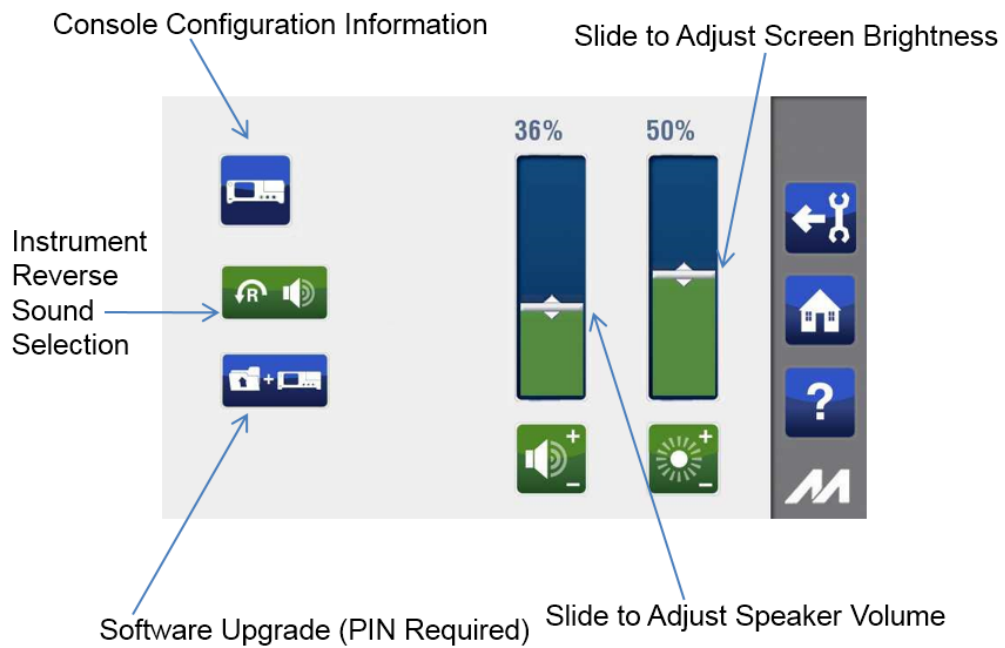 Console Configuration Information
Slide to Adjust Screen Brightness
36%
50%
Instrument
Reverse
Sound
Selection
R
+
-
+
-
?
Slide to Adjust Speaker Volume
Software Upgrade (PIN Required)